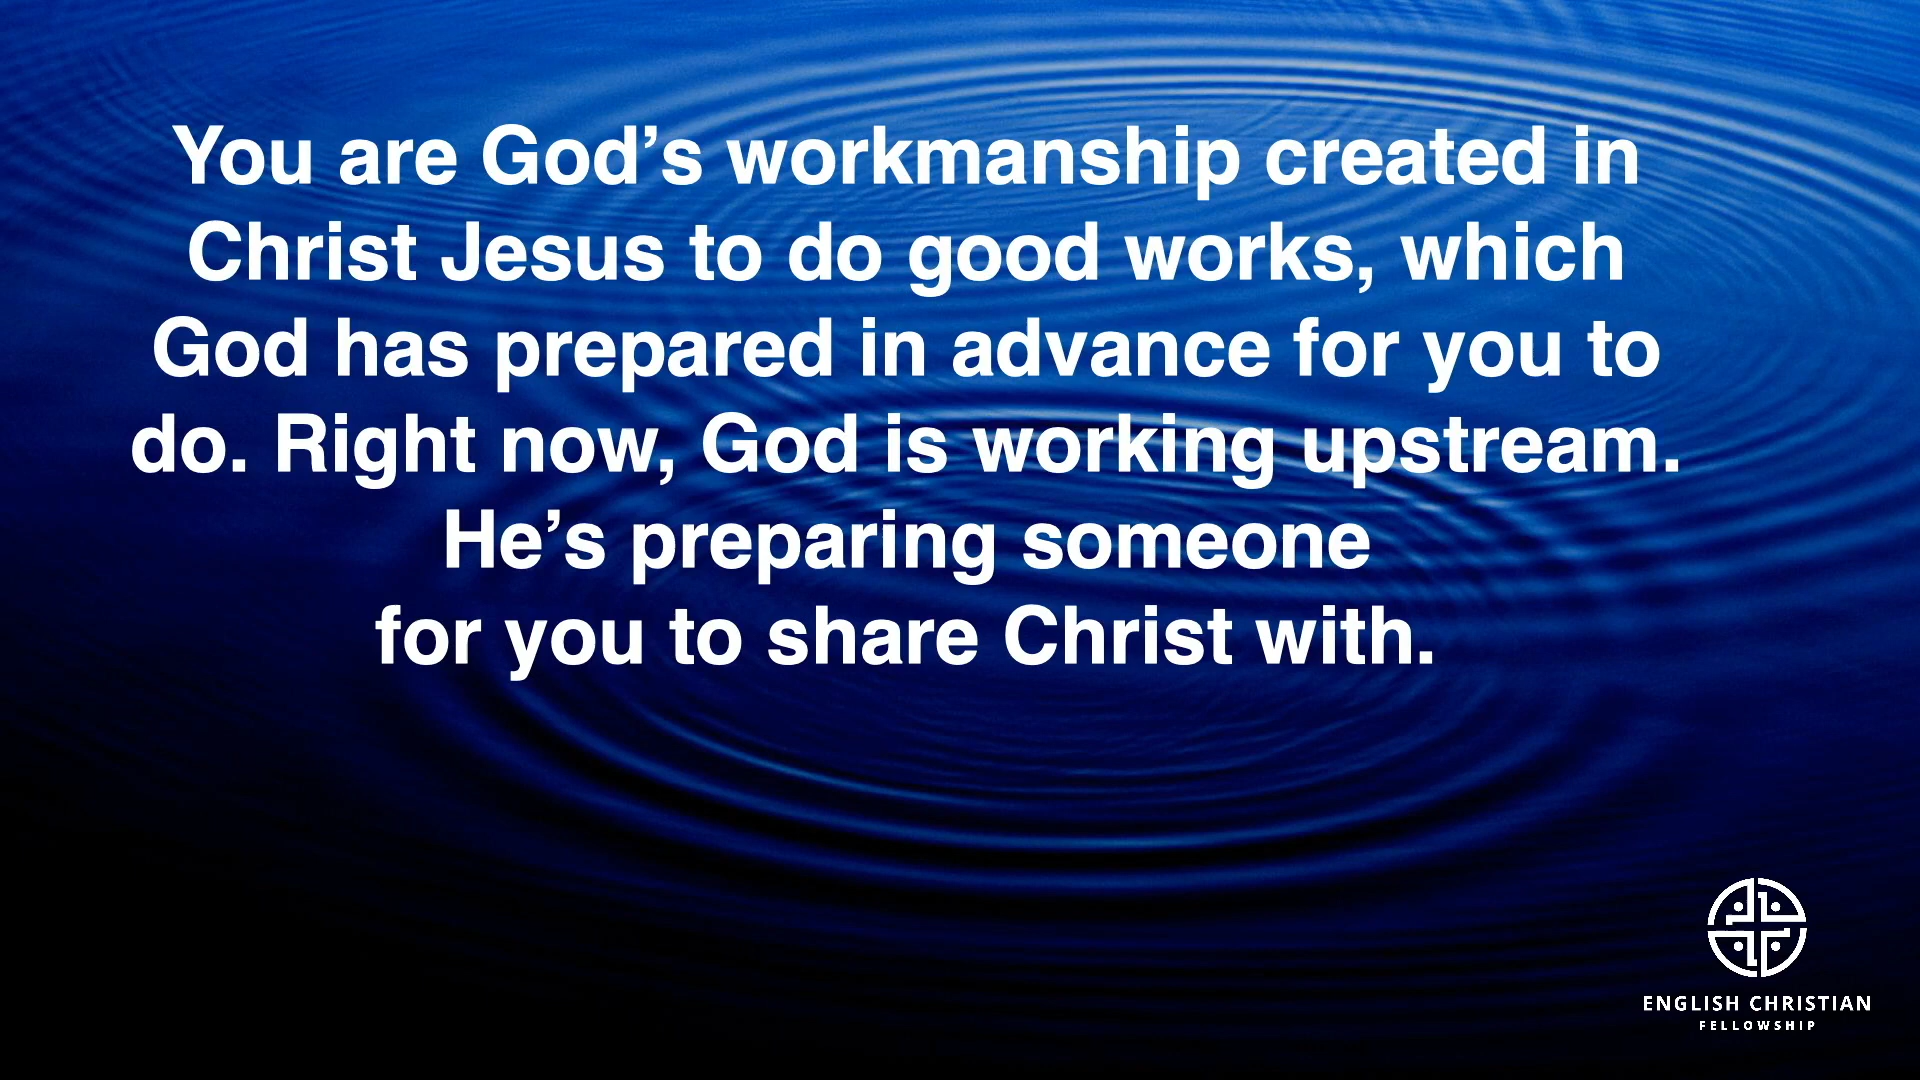 You are God’s workmanship created in
Christ Jesus to do good works, which
God has prepared in advance for you to
do. Right now, God is working upstream.
He’s preparing someone
for you to share Christ with.
ENGLISH CHRISTIAN
FELLOWSHIP